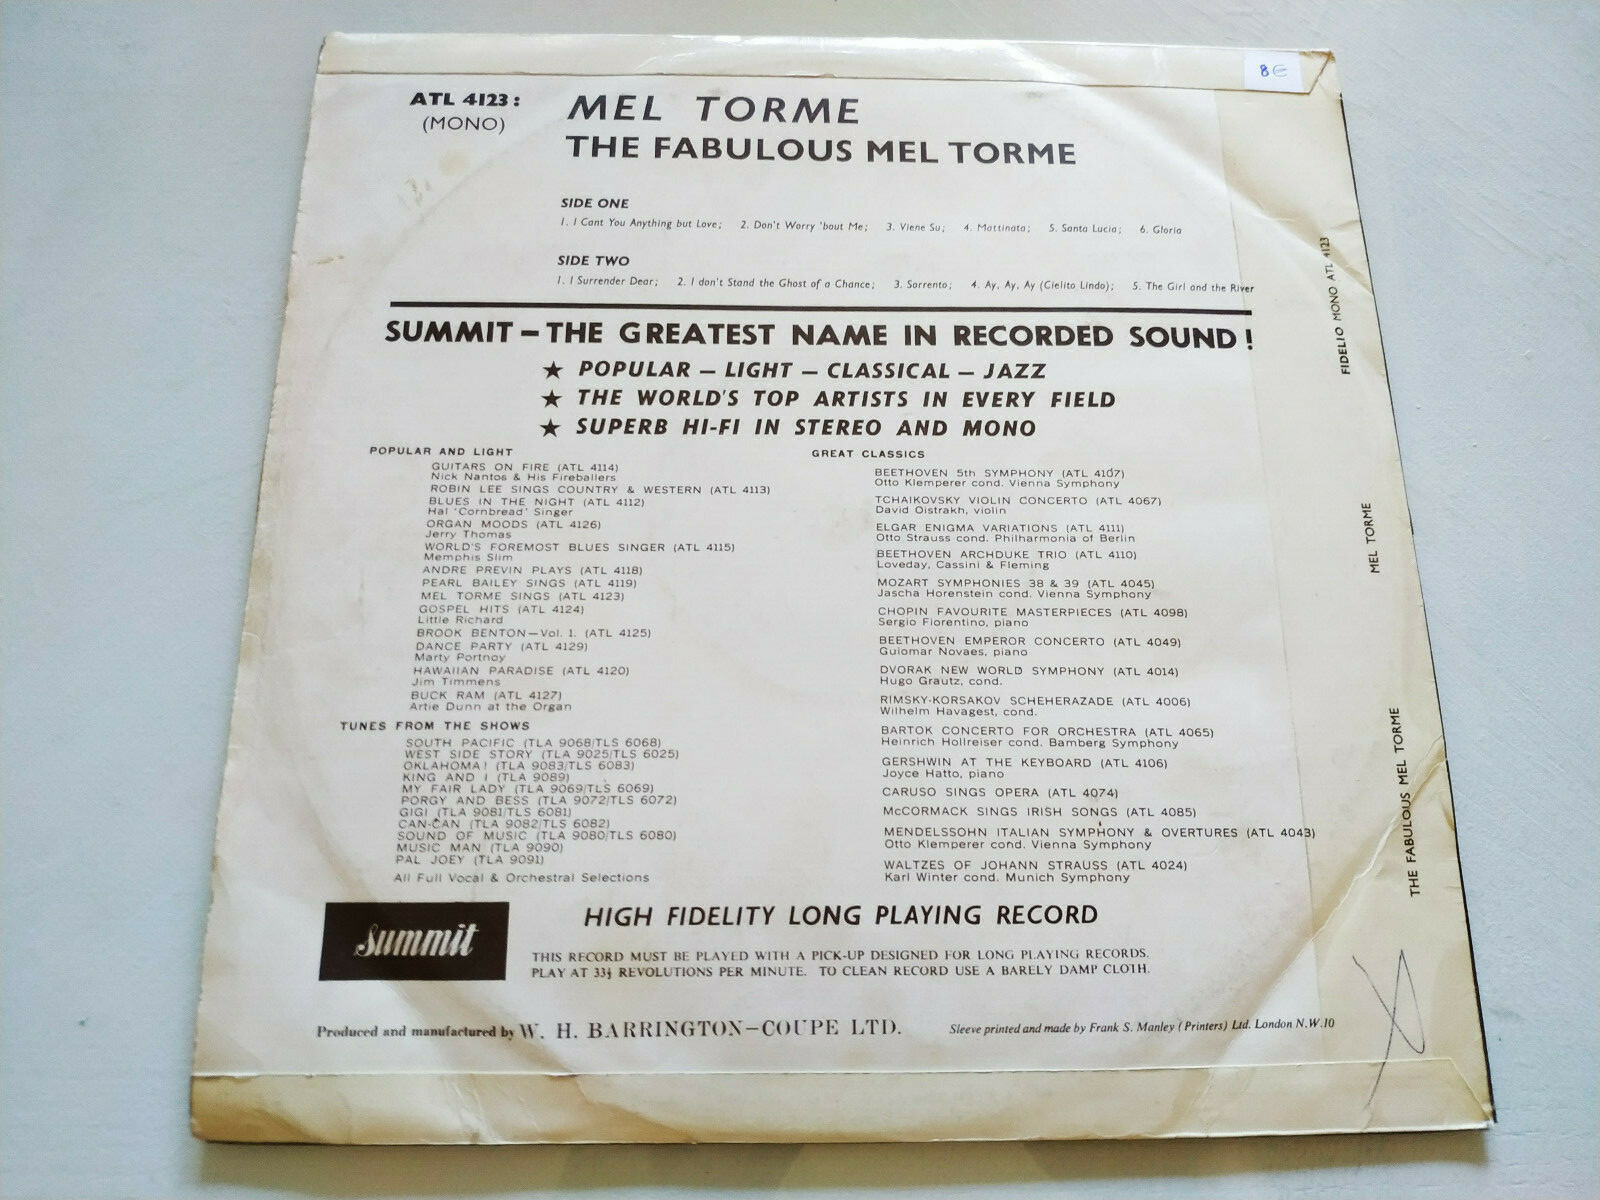 8€
ATL 4123:
(MONO)
MEL TORME
THE FABULOUS MEL TORME
SIDE ONE
1. I Cant You Anything but Love; 2. Don't Worry 'bout Me; 3. Viene Su; 4. Mattinata; 5. Santa Lucia; 6. Gloria
SIDE TWO
1. I Surrender Dear; 2. I don't Stand the Ghost of a Chance; 3. Sorrento; 4. Ay, Ay, Ay (Cielito Lindo); 5. The Girl and the River
SUMMIT – THE GREATEST NAME IN RECORDED SOUND!
★ POPULAR – LIGHT – CLASSICAL – JAZZ
★ THE WORLD'S TOP ARTISTS IN EVERY FIELD
★ SUPERB HI-FI IN STEREO AND MONO
POPULAR AND LIGHT
GUITARS ON FIRE (ATL 4114)
Nick Nantos & His Fireballers
ROBIN LEE SINGS COUNTRY & WESTERN (ATL 4113)
BLUES IN THE NIGHT (ATL 4112)
Hal 'Cornbread' Singer
ORGAN MOODS (ATL 4126)
Jerry Thomas
WORLD'S FOREMOST BLUES SINGER (ATL 4115)
Memphis Slim
ANDRE PREVIN PLAYS (ATL 4118)
PEARL BAILEY SINGS (ATL 4119)
MEL TORME SINGS (ATL 4123)
GOSPEL HITS (ATL 4124)
Little Richard
BROOK BENTON—Vol. 1. (ATL 4125)
DANCE PARTY (ATL 4129)
Marty Portnoy
HAWAIIAN PARADISE (ATL 4120)
Jim Timmens
BUCK RAM (ATL 4127)
Artie Dunn at the Organ
TUNES FROM THE SHOWS
SOUTH PACIFIC (TLA 9068/TLS 6068)
WEST SIDE STORY (TLA 9025/TLS 6025)
OKLAHOMA! (TLA 9083/TLS 6083)
KING AND I (TLA 9089)
MY FAIR LADY (TLA 9069/TLS 6069)
PORGY AND BESS (TLA 9072/TLS 6072)
GIGI (TLA 9081/TLS 6081)
CAN-CAN (TLA 9082/TLS 6082)
SOUND OF MUSIC (TLA 9080/TLS 6080)
MUSIC MAN (TLA 9090)
PAL JOEY (TLA 9091)
All Full Vocal & Orchestral Selections
GREAT CLASSICS
BEETHOVEN 5th SYMPHONY (ATL 4107)
Otto Klemperer cond. Vienna Symphony
TCHAIKOVSKY VIOLIN CONCERTO (ATL 4067)
David Oistrakh, violin
ELGAR ENIGMA VARIATIONS (ATL 4111)
Otto Strauss cond. Philharmonia of Berlin
BEETHOVEN ARCHDUKE TRIO (ATL 4110)
Loveday, Cassini & Fleming
MOZART SYMPHONIES 38 & 39 (ATL 4045)
Jascha Horenstein cond. Vienna Symphony
CHOPIN FAVOURITE MASTERPIECES (ATL 4098)
Sergio Fiorentino, piano
BEETHOVEN EMPEROR CONCERTO (ATL 4049)
Guiomar Novaes, piano
DVORAK NEW WORLD SYMPHONY (ATL 4014)
Hugo Grautz, cond.
RIMSKY-KORSAKOV SCHEHERAZADE (ATL 4006)
Wilhelm Havagest, cond.
BARTOK CONCERTO FOR ORCHESTRA (ATL 4065)
Heinrich Hollreiser cond. Bamberg Symphony
GERSHWIN AT THE KEYBOARD (ATL 4106)
Joyce Hatto, piano
CARUSO SINGS OPERA (ATL 4074)
McCORMACK SINGS IRISH SONGS (ATL 4085)
MENDELSSOHN ITALIAN SYMPHONY & OVERTURES (ATL 4043)
Otto Klemperer cond. Vienna Symphony
WALTZES OF JOHANN STRAUSS (ATL 4024)
Karl Winter cond. Munich Symphony
summit
HIGH FIDELITY LONG PLAYING RECORD
THIS RECORD MUST BE PLAYED WITH A PICK-UP DESIGNED FOR LONG PLAYING RECORDS.
PLAY AT 33⅓ REVOLUTIONS PER MINUTE. TO CLEAN RECORD USE A BARELY DAMP CLOTH.
Produced and manufactured by W. H. BARRINGTON–COUPE LTD.
Sleeve printed and made by Frank S. Manley (Printers) Ltd. London N.W.10
FIDELIO MONO ATL 4123
MEL TORME
THE FABULOUS MEL TORME